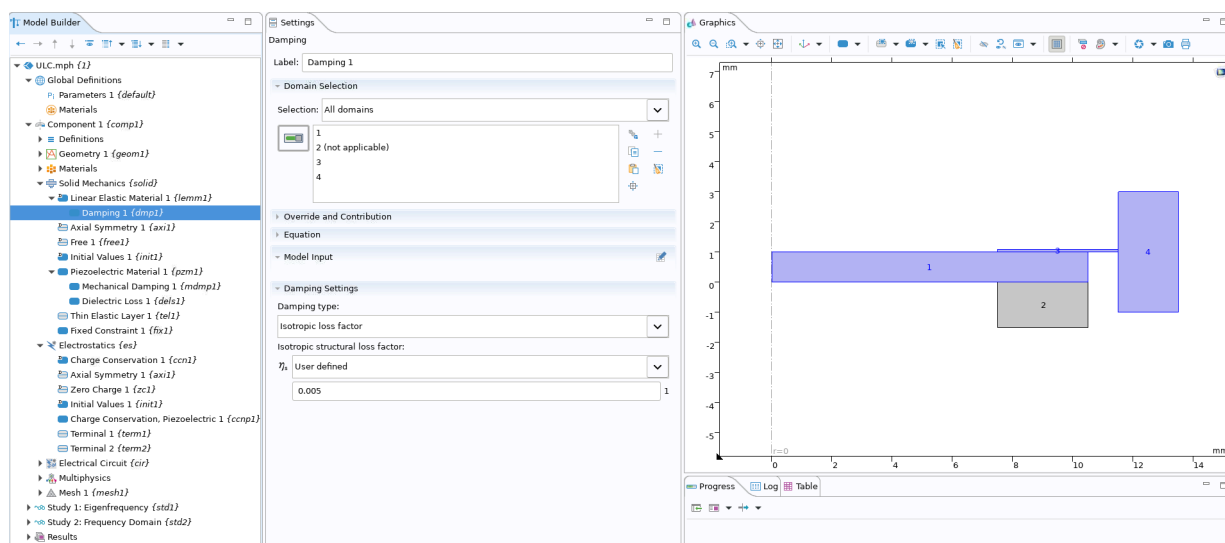 Model Builder
ULC.mph {1}
Global Definitions
Pi Parameters 1 {default}
Materials
Component 1 {comp1}
Definitions
Geometry 1 {geom1}
Materials
Solid Mechanics {solid}
Linear Elastic Material 1 {lemm1}
Damping 1 {dmp1}
Axial Symmetry 1 {axi1}
Free 1 {free1}
Initial Values 1 {init1}
Piezoelectric Material 1 {pzm1}
Mechanical Damping 1 {mdmp1}
Dielectric Loss 1 {dels1}
Thin Elastic Layer 1 {tel1}
Fixed Constraint 1 {fix1}
Electrostatics {es}
Charge Conservation 1 {ccn1}
Axial Symmetry 1 {axi1}
Zero Charge 1 {zc1}
Initial Values 1 {init1}
Charge Conservation, Piezoelectric 1 {ccnp1}
Terminal 1 {term1}
Terminal 2 {term2}
Electrical Circuit {cir}
Multiphysics
Mesh 1 {mesh1}
Study 1: Eigenfrequency {std1}
Study 2: Frequency Domain {std2}
Results
Settings
Damping
Label: Damping 1
Domain Selection
Selection: All domains
1
2 (not applicable)
3
4
Override and Contribution
Equation
Model Input
Damping Settings
Damping type:
Isotropic loss factor
Isotropic structural loss factor:
ηs User defined
0.005 1
Graphics
mm
7
6
5
4
3
2
1
0
-1
-2
-3
-4
-5
1
2
3
4
r=0
mm
0 2 4 6 8 10 12 14
Progress Log Table